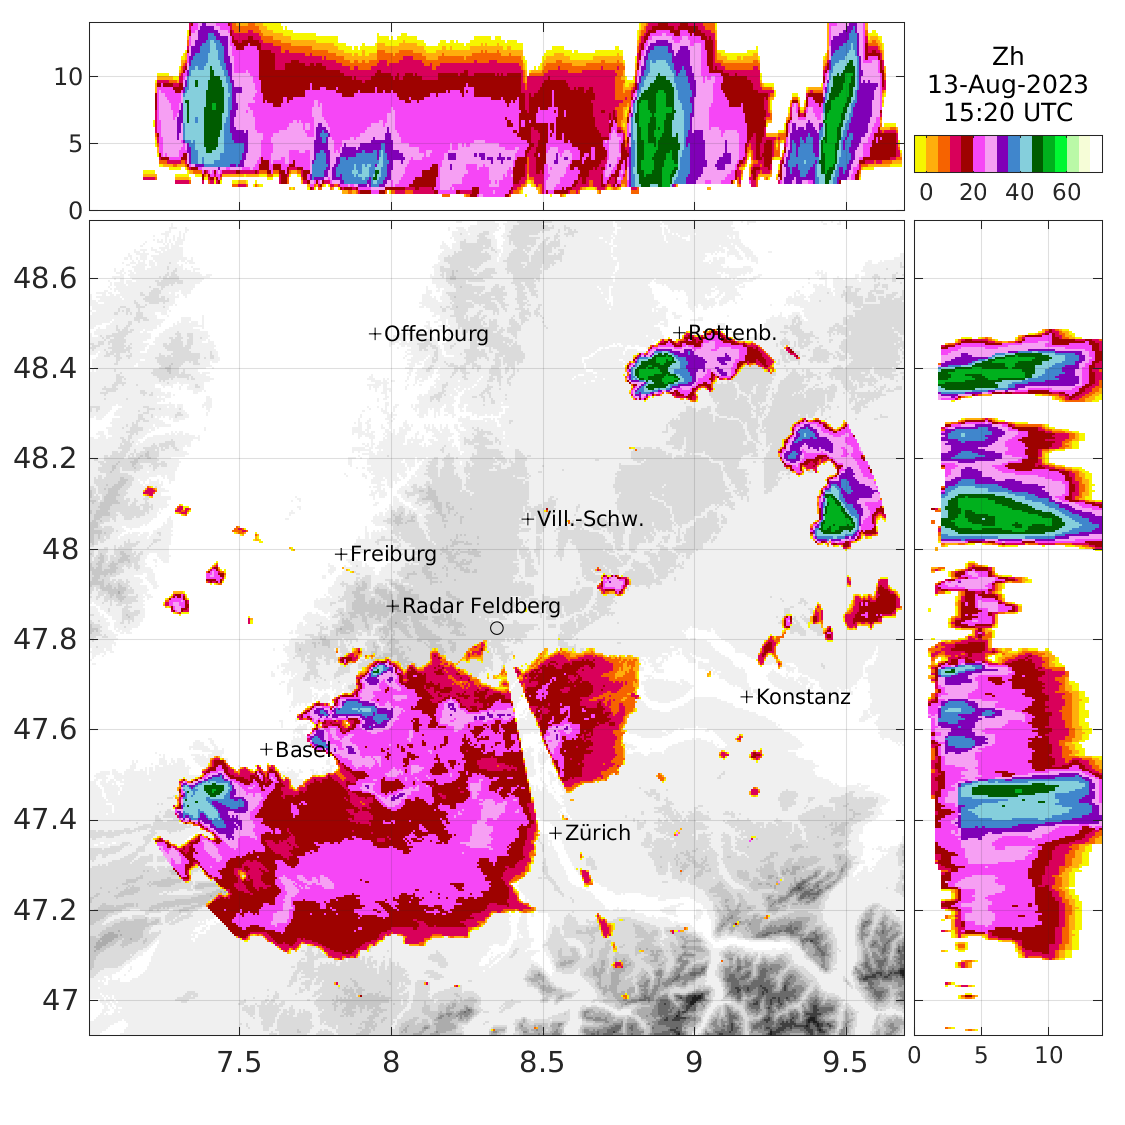 10
5
0
Zh
13-Aug-2023
15:20 UTC
0 20 40 60
48.6
48.4
48.2
48
47.8
47.6
47.4
47.2
47
Offenburg
Rottenb.
Vill.-Schw.
Freiburg
Radar Feldberg
Konstanz
Basel
Zürich
7.5 8 8.5 9 9.5
0 5 10